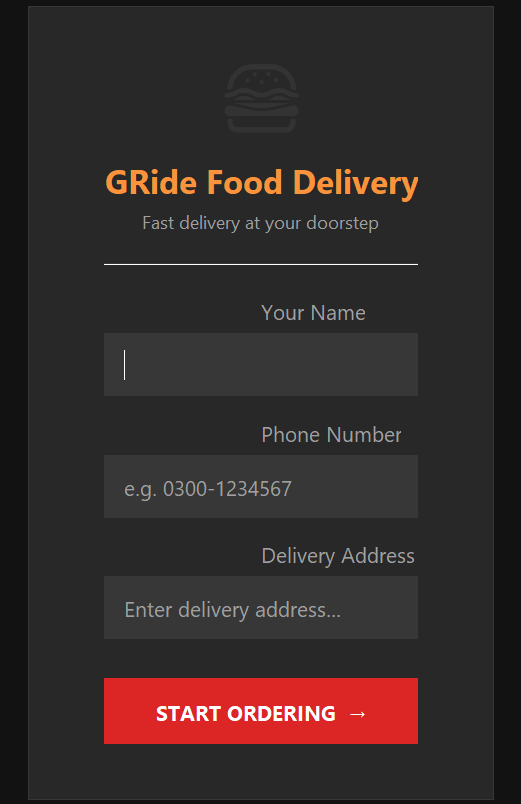 GRide Food Delivery
Fast delivery at your doorstep
Your Name
Phone Number
e.g. 0300-1234567
Delivery Address
Enter delivery address...
START ORDERING →